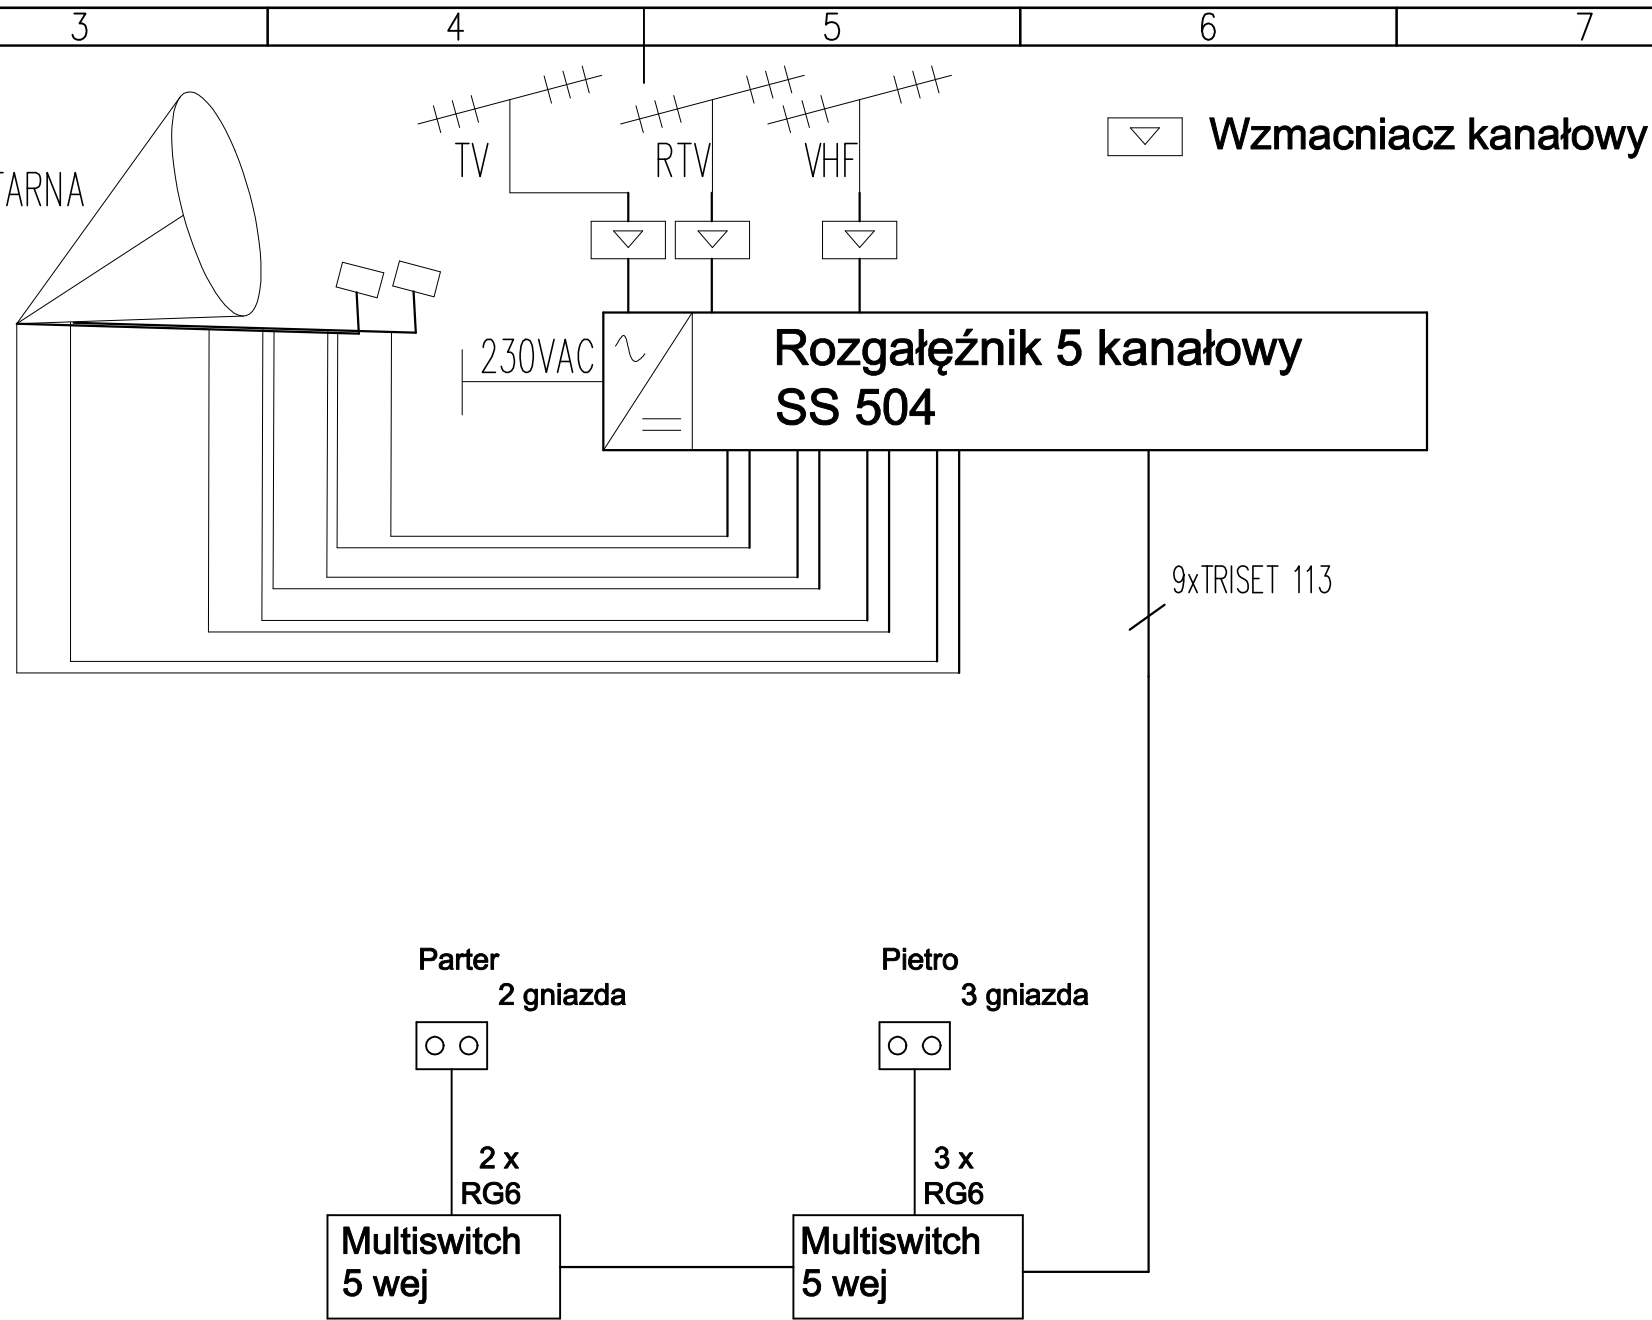 3 4 5 6 7
TV RTV VHF
Wzmacniacz kanałowy
TARNA
230VAC
Rozgałęźnik 5 kanałowy
SS 504
9xTRISET 113
Parter
2 gniazda
Pietro
3 gniazda
2 x
RG6
3 x
RG6
Multiswitch
5 wej
Multiswitch
5 wej